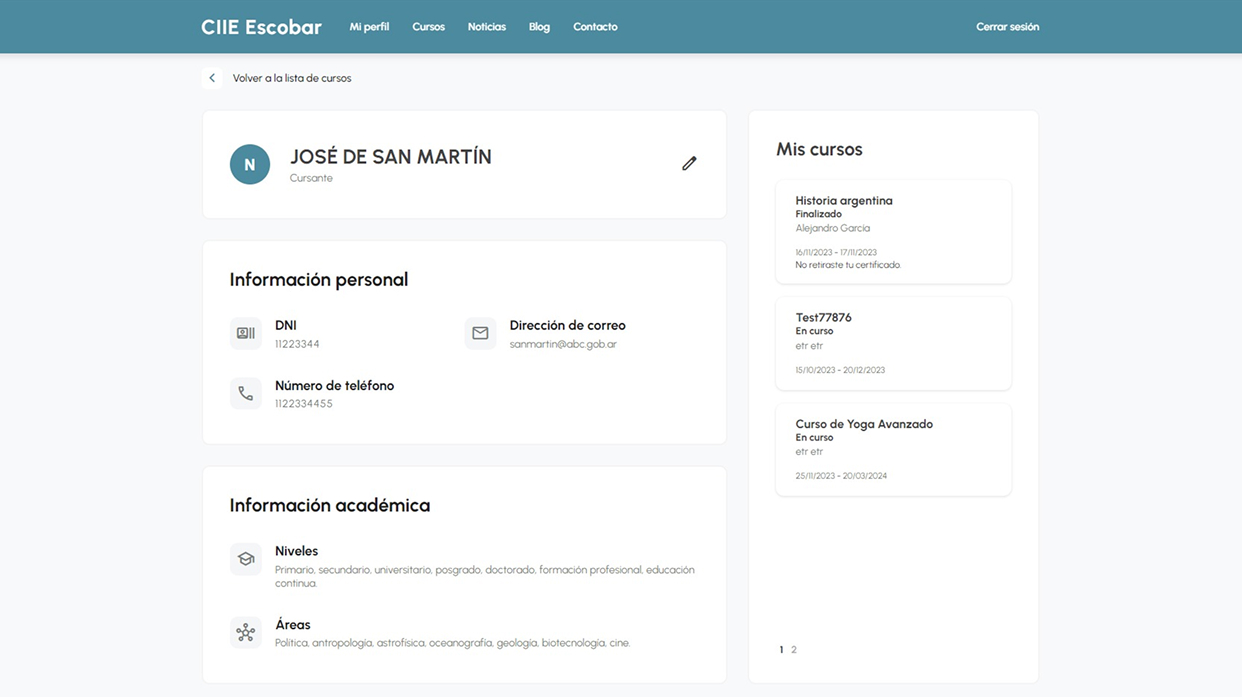 CIIE Escobar
Mi perfil
Cursos
Noticias
Blog
Contacto
Cerrar sesión
Volver a la lista de cursos
N
JOSÉ DE SAN MARTÍN
Cursante
Información personal
DNI
11223344
Dirección de correo
sanmartin@abc.gob.ar
Número de teléfono
1122334455
Información académica
Niveles
Primario, secundario, universitario, posgrado, doctorado, formación profesional, educación
continua.
Áreas
Política, antropología, astrofísica, oceanografía, geología, biotecnología, cine.
Mis cursos
Historia argentina
Finalizado
Alejandro García
16/11/2023 - 17/11/2023
No retiraste tu certificado.
Test77876
En curso
etr etr
15/10/2023 - 20/12/2023
Curso de Yoga Avanzado
En curso
etr etr
25/11/2023 - 20/03/2024
1 2